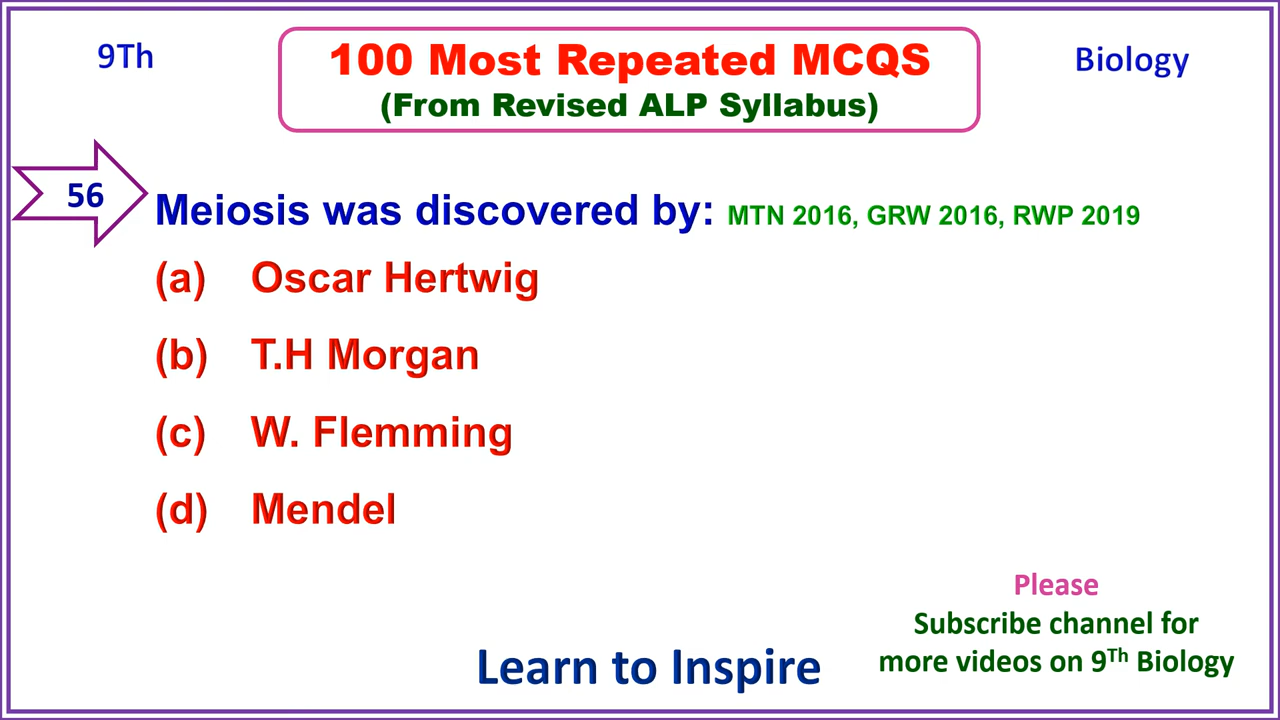 9Th
100 Most Repeated MCQS
Biology
(From Revised ALP Syllabus)
56
Meiosis was discovered by: MTN 2016, GRW 2016, RWP 2019
(a) Oscar Hertwig
(b) T.H Morgan
(c) W. Flemming
(d) Mendel
Please
Subscribe channel for
more videos on 9Th Biology
Learn to Inspire